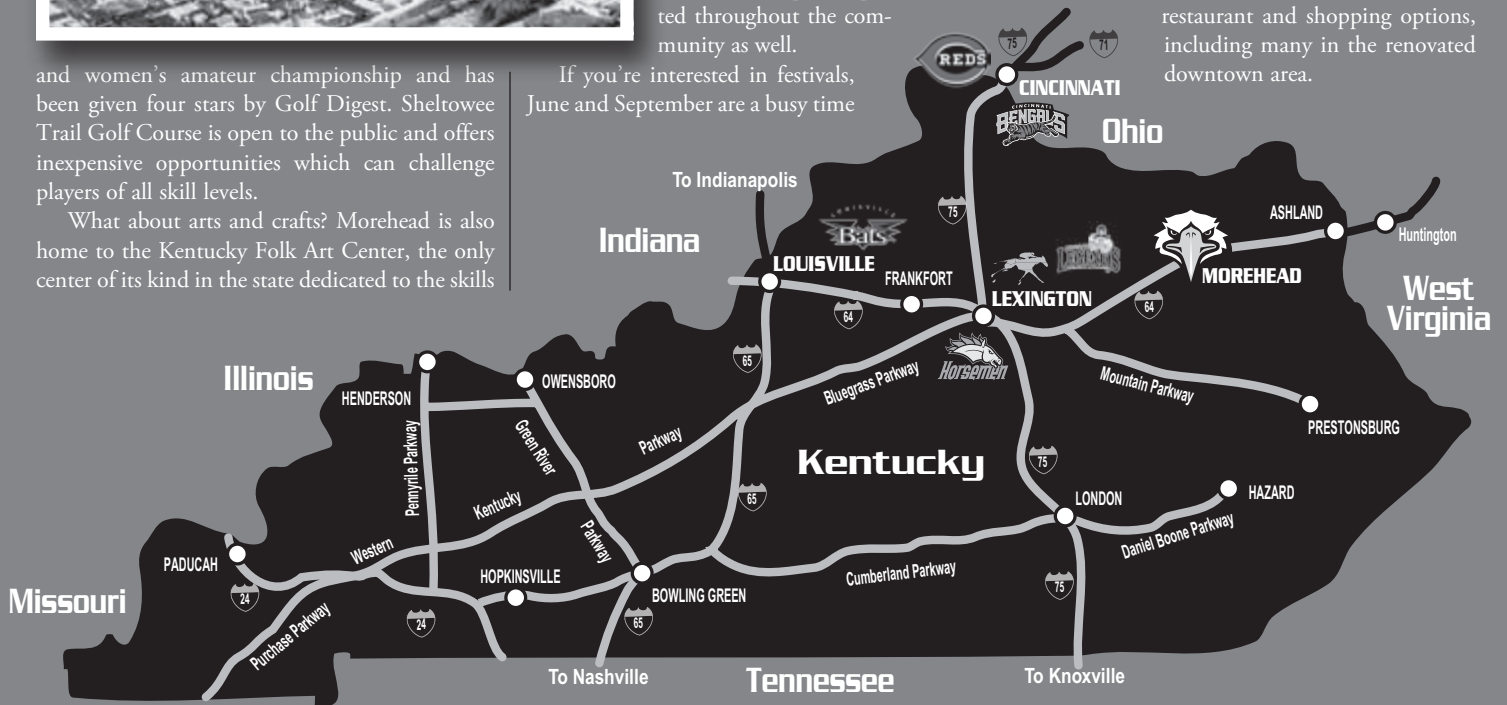 and women's amateur championship and has
been given four stars by Golf Digest. Sheltowee
Trail Golf Course is open to the public and offers
inexpensive opportunities which can challenge
players of all skill levels.
What about arts and crafts? Morehead is also
home to the Kentucky Folk Art Center, the only
center of its kind in the state dedicated to the skills
ted throughout the com-
munity as well.
If you're interested in festivals,
June and September are a busy time
restaurant and shopping options,
including many in the renovated
downtown area.
REDS
75
71
CINCINNATI
CINCINNATI
BENGALS
Ohio
To Indianapolis
75
Indiana
LOUISVILLE
Bats
LOUISVILLE
FRANKFORT
64
LEGENDS
LEXINGTON
Horsemen
MOREHEAD
64
ASHLAND
Huntington
West
Virginia
Illinois
HENDERSON
OWENSBORO
65
Bluegrass Parkway
Mountain Parkway
PRESTONSBURG
Pennyrile Parkway
Green River
Parkway
Parkway
Kentucky
Western
Kentucky
65
75
LONDON
HAZARD
Daniel Boone Parkway
Cumberland Parkway
75
PADUCAH
24
Missouri
Purchase Parkway
HOPKINSVILLE
24
BOWLING GREEN
65
To Nashville
Tennessee
To Knoxville